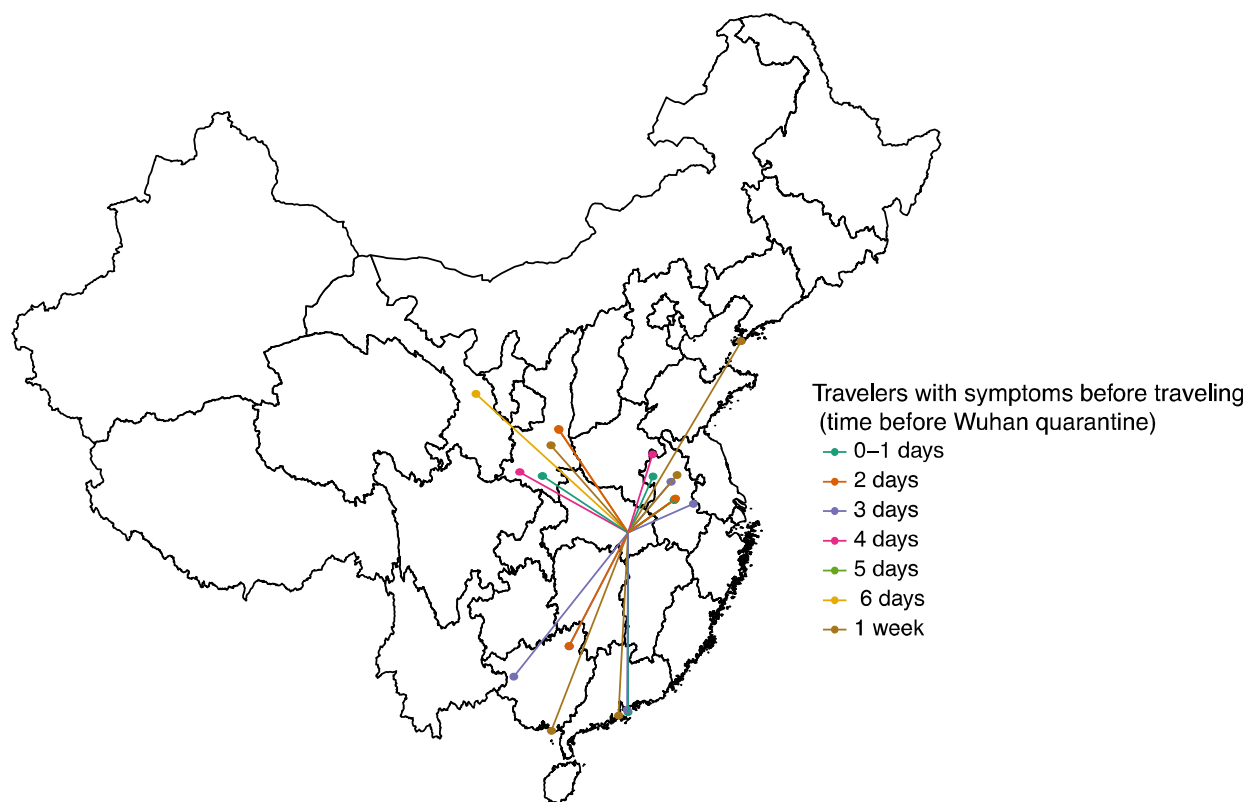 Travelers with symptoms before traveling
(time before Wuhan quarantine)
0–1 days
2 days
3 days
4 days
5 days
6 days
1 week